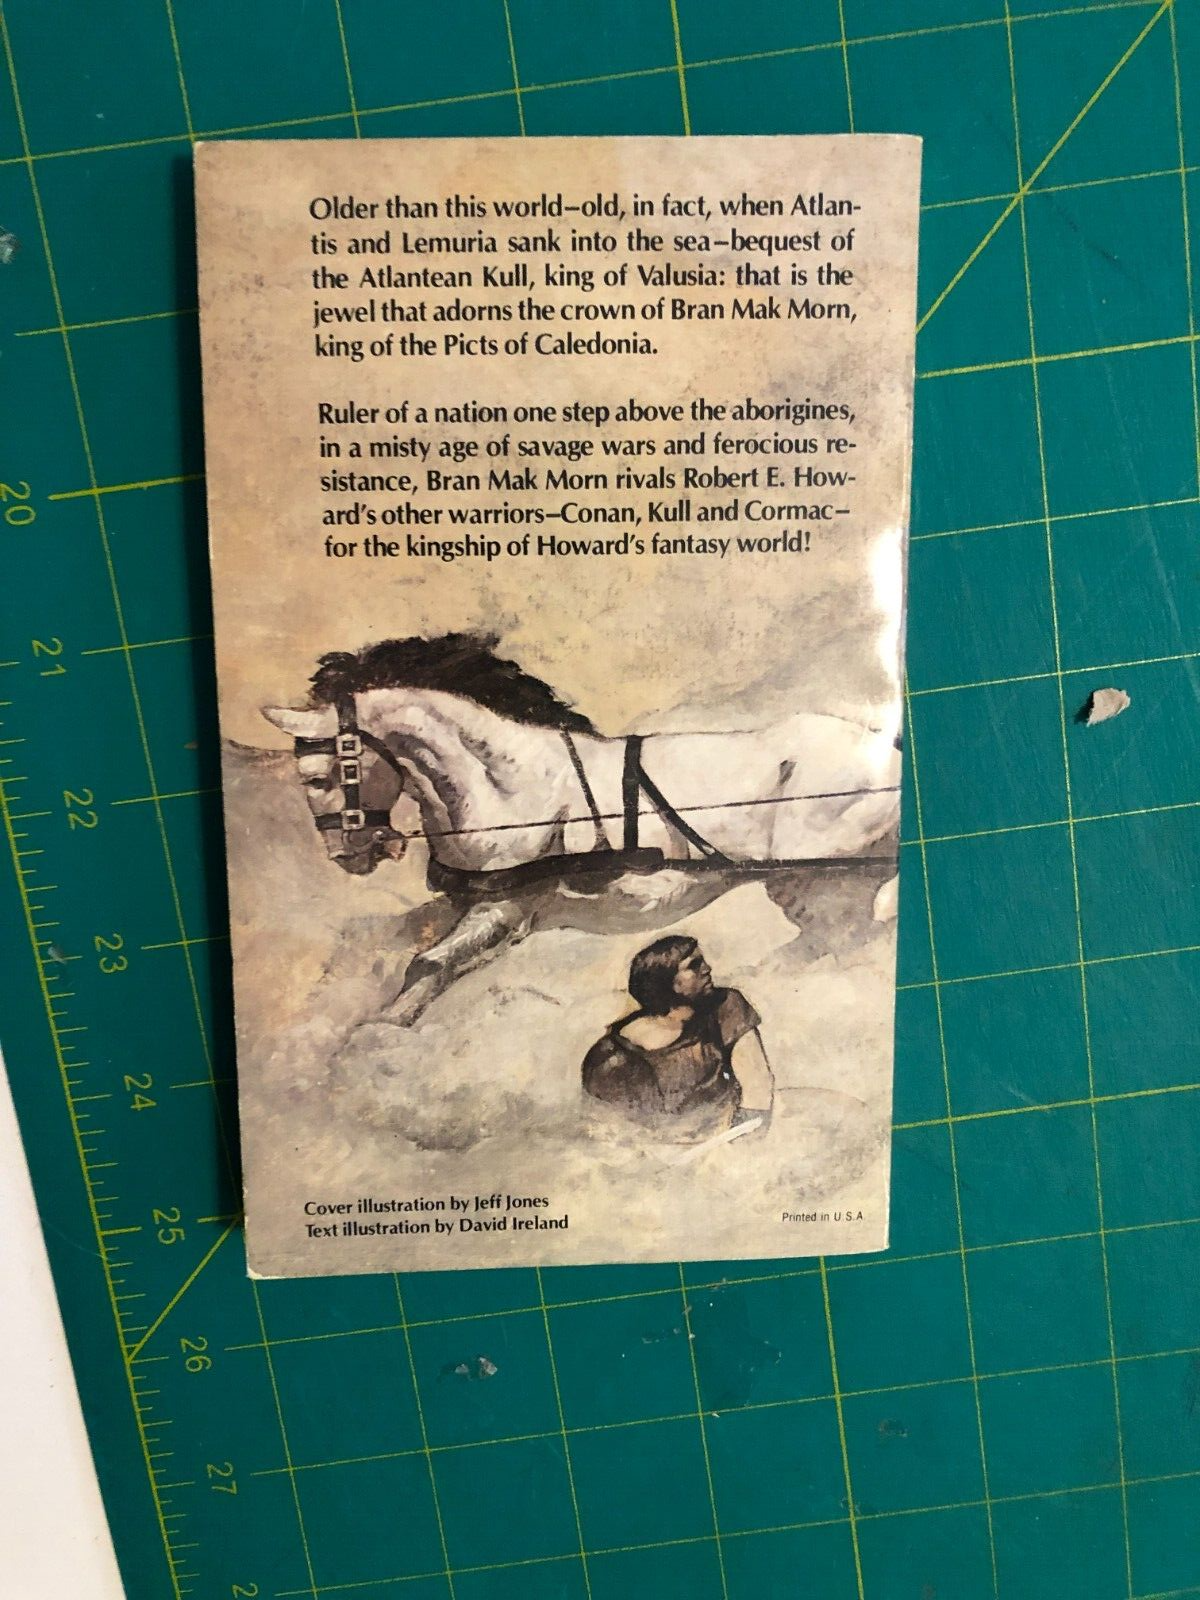 Older than this world—old, in fact, when Atlan-
tis and Lemuria sank into the sea—bequest of
the Atlantean Kull, king of Valusia: that is the
jewel that adorns the crown of Bran Mak Morn,
king of the Picts of Caledonia.
Ruler of a nation one step above the aborigines,
in a misty age of savage wars and ferocious re-
sistance, Bran Mak Morn rivals Robert E. How-
ard's other warriors—Conan, Kull and Cormac—
for the kingship of Howard's fantasy world!
Cover illustration by Jeff Jones
Text illustration by David Ireland
Printed in U S A
20
21
22
23
24
25
26
27